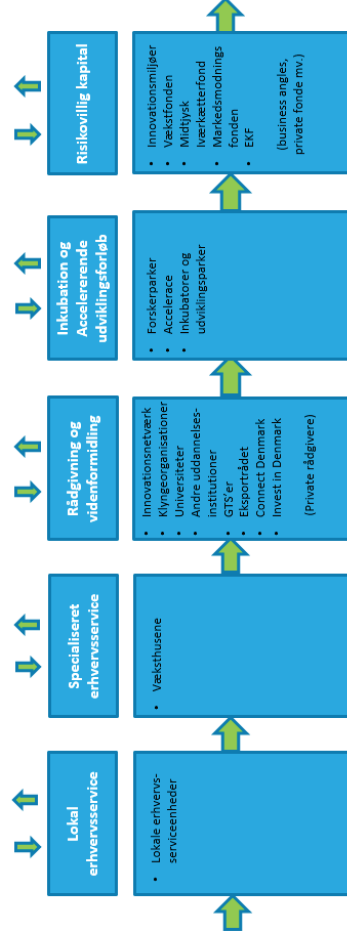 Lokal
erhvervsservice
• Lokale erhvervs-
serviceenheder
Specialiseret
erhvervsservice
• Væksthusene
Rådgivning og
videnformidling
• Innovationsnetværk
• Klyngeorganisationer
• Universiteter
• Andre uddannelses-
institutioner
• GTS'er
• Eksportrådet
• Connect Denmark
• Invest in Denmark
(Private rådgivere)
Inkubation og
Accelererende
udviklingsforløb
• Forskerparker
• Accelerace
• Inkubatorer og
udviklingsparker
Risikovillig kapital
• Innovationsmiljøer
• Vækstfonden
• Midtjysk
Iværkætterfond
• Markedsmodnings
fonden
• EKF
(business angles,
private fonde mv.)